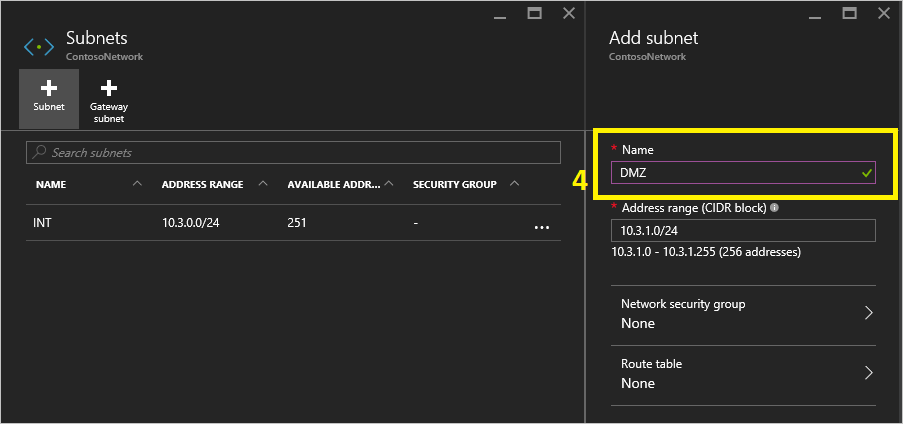 Subnets
ContosoNetwork
Subnet
Gateway
subnet
Search subnets
NAME ADDRESS RANGE AVAILABLE ADDR... SECURITY GROUP
INT 10.3.0.0/24 251 - ...
Add subnet
ContosoNetwork
4
* Name
DMZ
* Address range (CIDR block)
10.3.1.0/24
10.3.1.0 - 10.3.1.255 (256 addresses)
Network security group
None
Route table
None